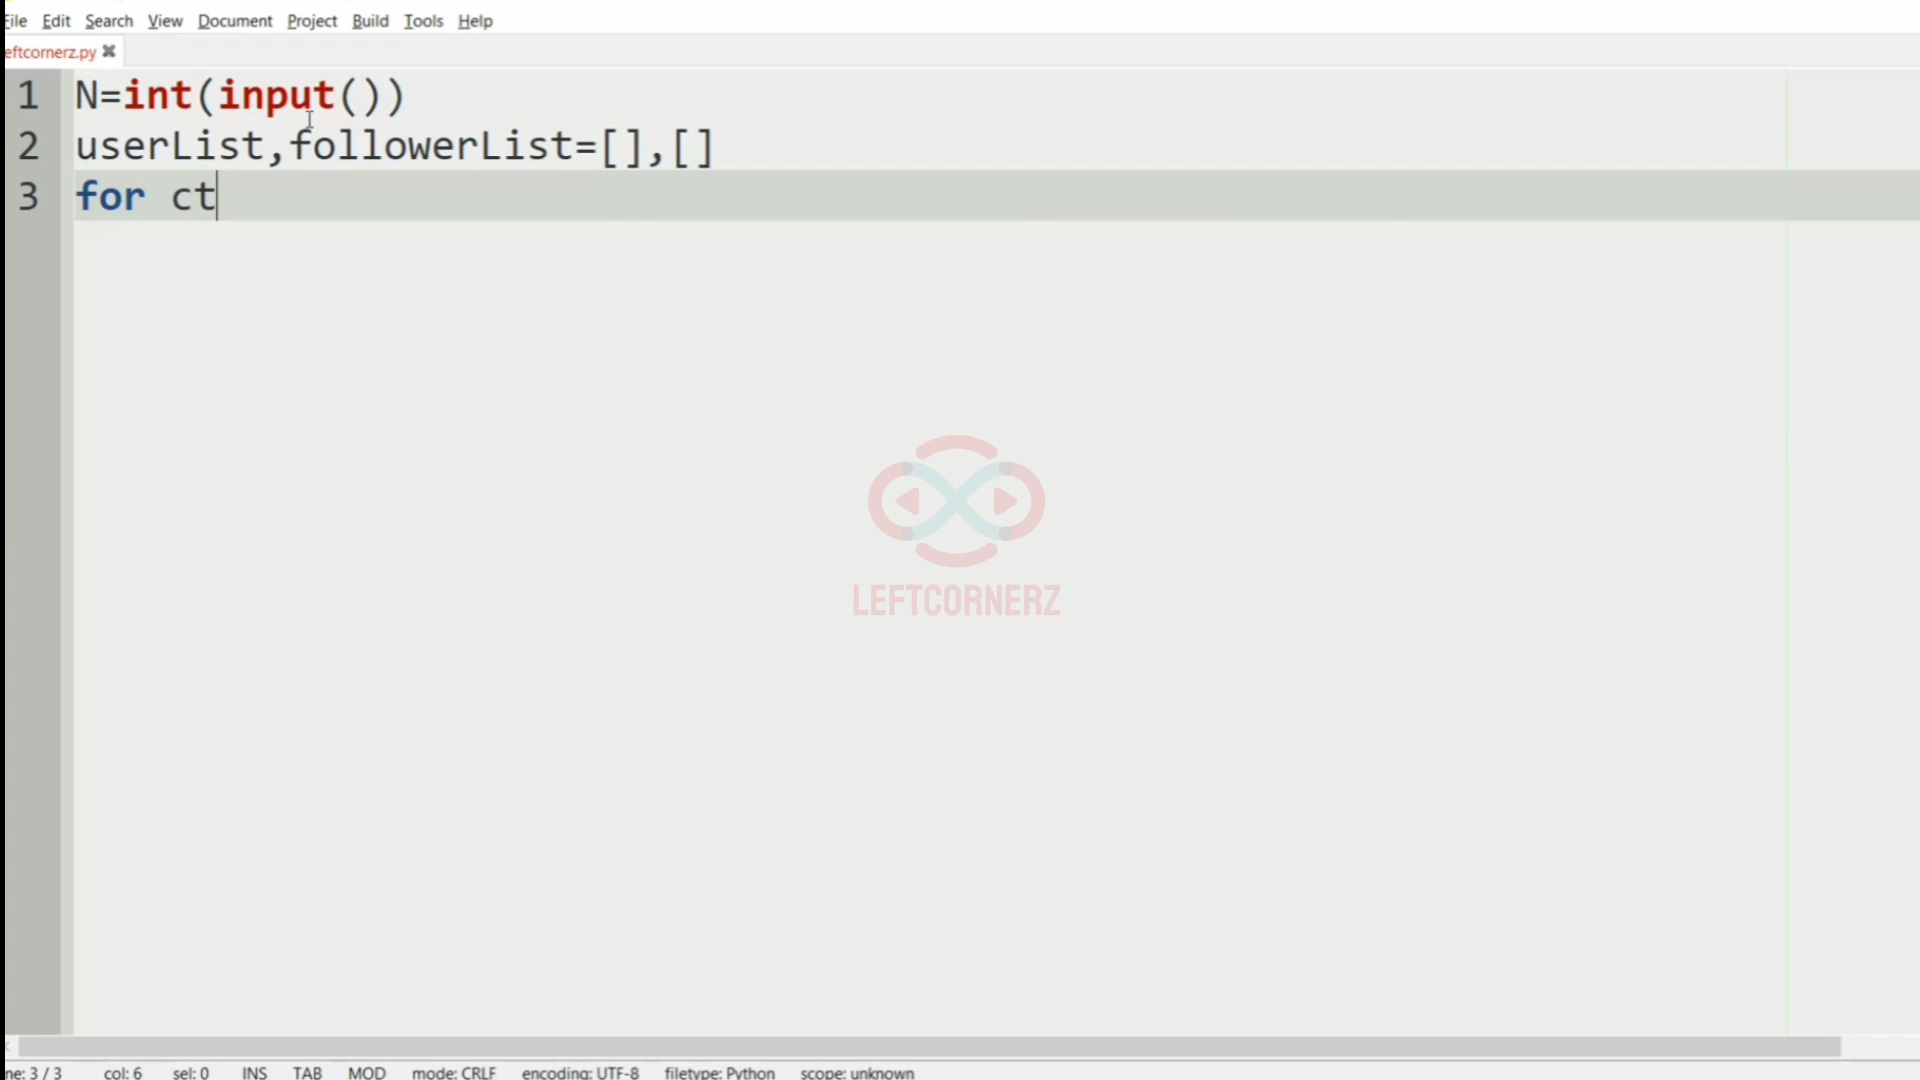 File Edit Search View Document Project Build Tools Help
eftcornerz.py
1 N=int(input())
2 userList,followerList=[],[]
3 for ct
LEFTCORNERZ
ne: 3 / 3 col: 6 sel: 0 INS TAB MOD mode: CRLF encoding: UTF-8 filetype: Python scope: unknown